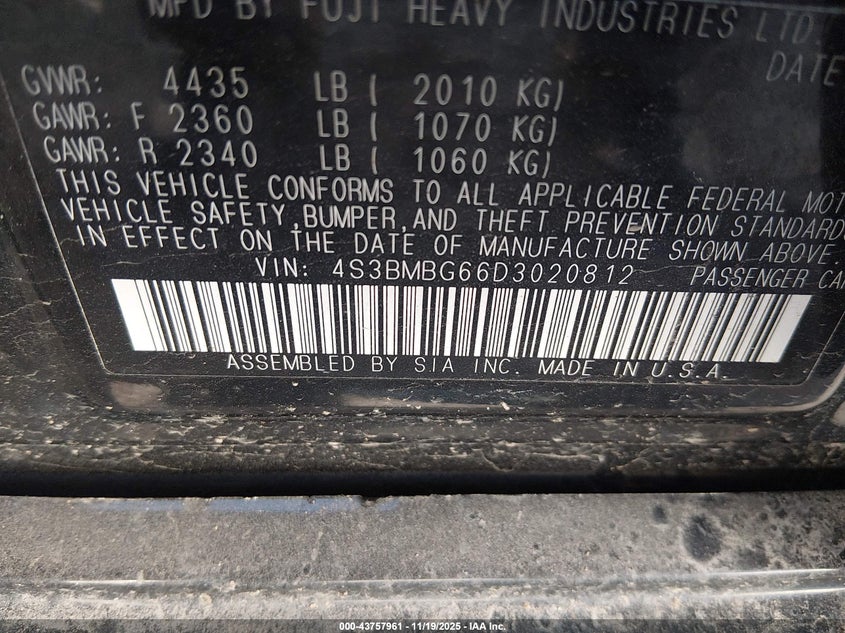 MFD BY FUJI HEAVY INDUSTRIES LTD.
DATE
GVWR: 4435 LB ( 2010 KG)
GAWR: F 2360 LB ( 1070 KG)
GAWR: R 2340 LB ( 1060 KG)
THIS VEHICLE CONFORMS TO ALL APPLICABLE FEDERAL MOT
VEHICLE SAFETY, BUMPER, AND THEFT PREVENTION STANDARDS
IN EFFECT ON THE DATE OF MANUFACTURE SHOWN ABOVE.
VIN: 4S3BMBG66D3020812 PASSENGER CAR
ASSEMBLED BY SIA INC. MADE IN U.S.A.
000-43757961 - 11/19/2025 - IAA Inc.